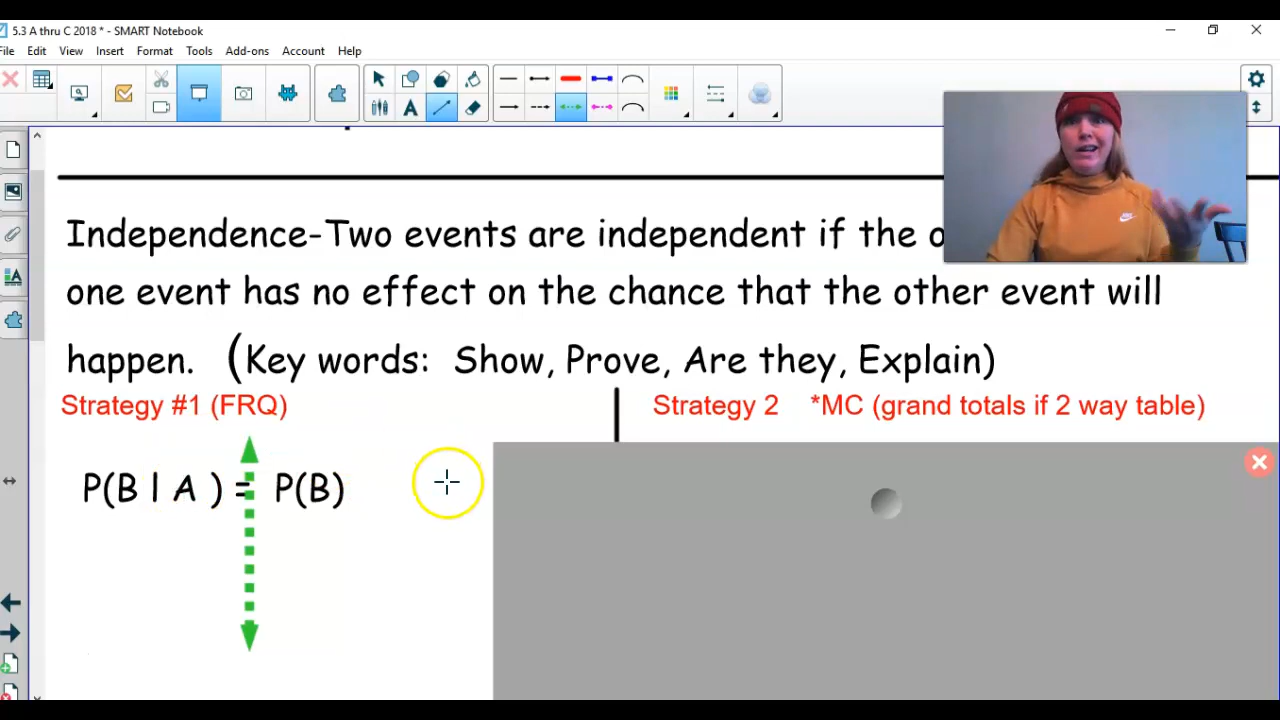 5.3 A thru C 2018 * - SMART Notebook
File Edit View Insert Format Tools Add-ons Account Help
Independence-Two events are independent if the
one event has no effect on the chance that the other event will
happen. (Key words: Show, Prove, Are they, Explain)
Strategy #1 (FRQ)
Strategy 2 *MC (grand totals if 2 way table)
P(B | A ) = P(B)